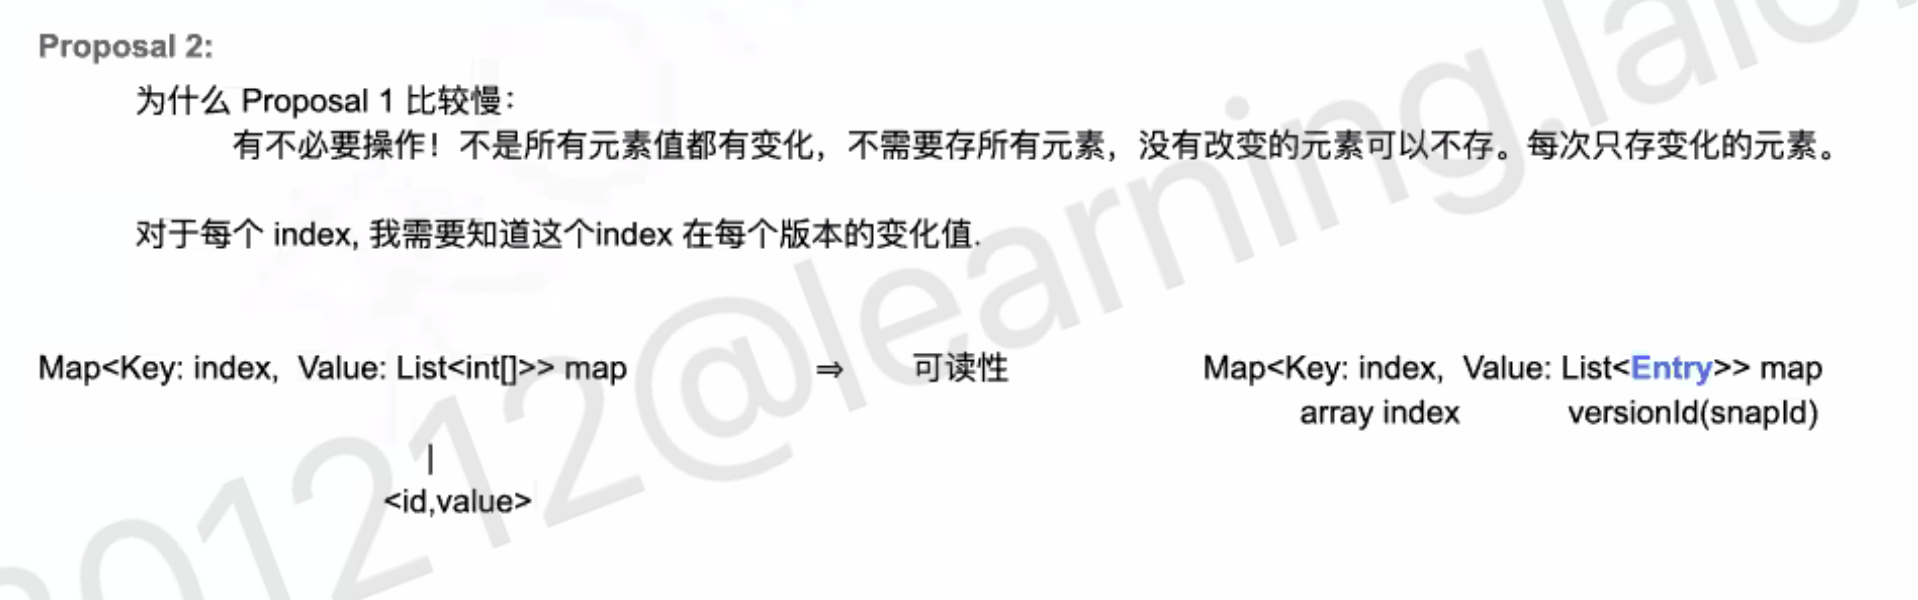 Proposal 2:
为什么 Proposal 1 比较慢：
有不必要操作！不是所有元素值都有变化，不需要存所有元素，没有改变的元素可以不存。每次只存变化的元素。
对于每个 index, 我需要知道这个index 在每个版本的变化值.
Map<Key: index,  Value: List<int[]>> map ⇒ 可读性 Map<Key: index,  Value: List<Entry>> map
array index versionId(snapId)
|
<id,value>
01212@learning.laio